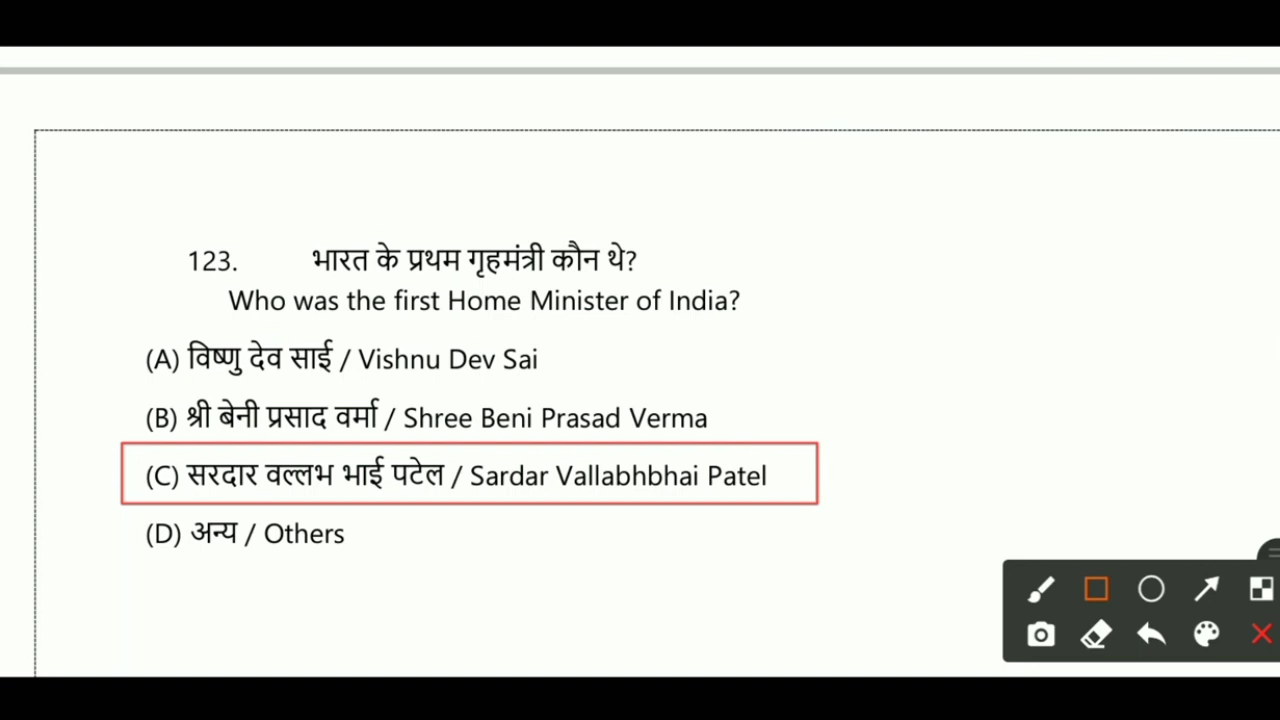 123. भारत के प्रथम गृहमंत्री कौन थे?
Who was the first Home Minister of India?
(A) विष्णु देव साई / Vishnu Dev Sai
(B) श्री बेनी प्रसाद वर्मा / Shree Beni Prasad Verma
(C) सरदार वल्लभ भाई पटेल / Sardar Vallabhbhai Patel
(D) अन्य / Others